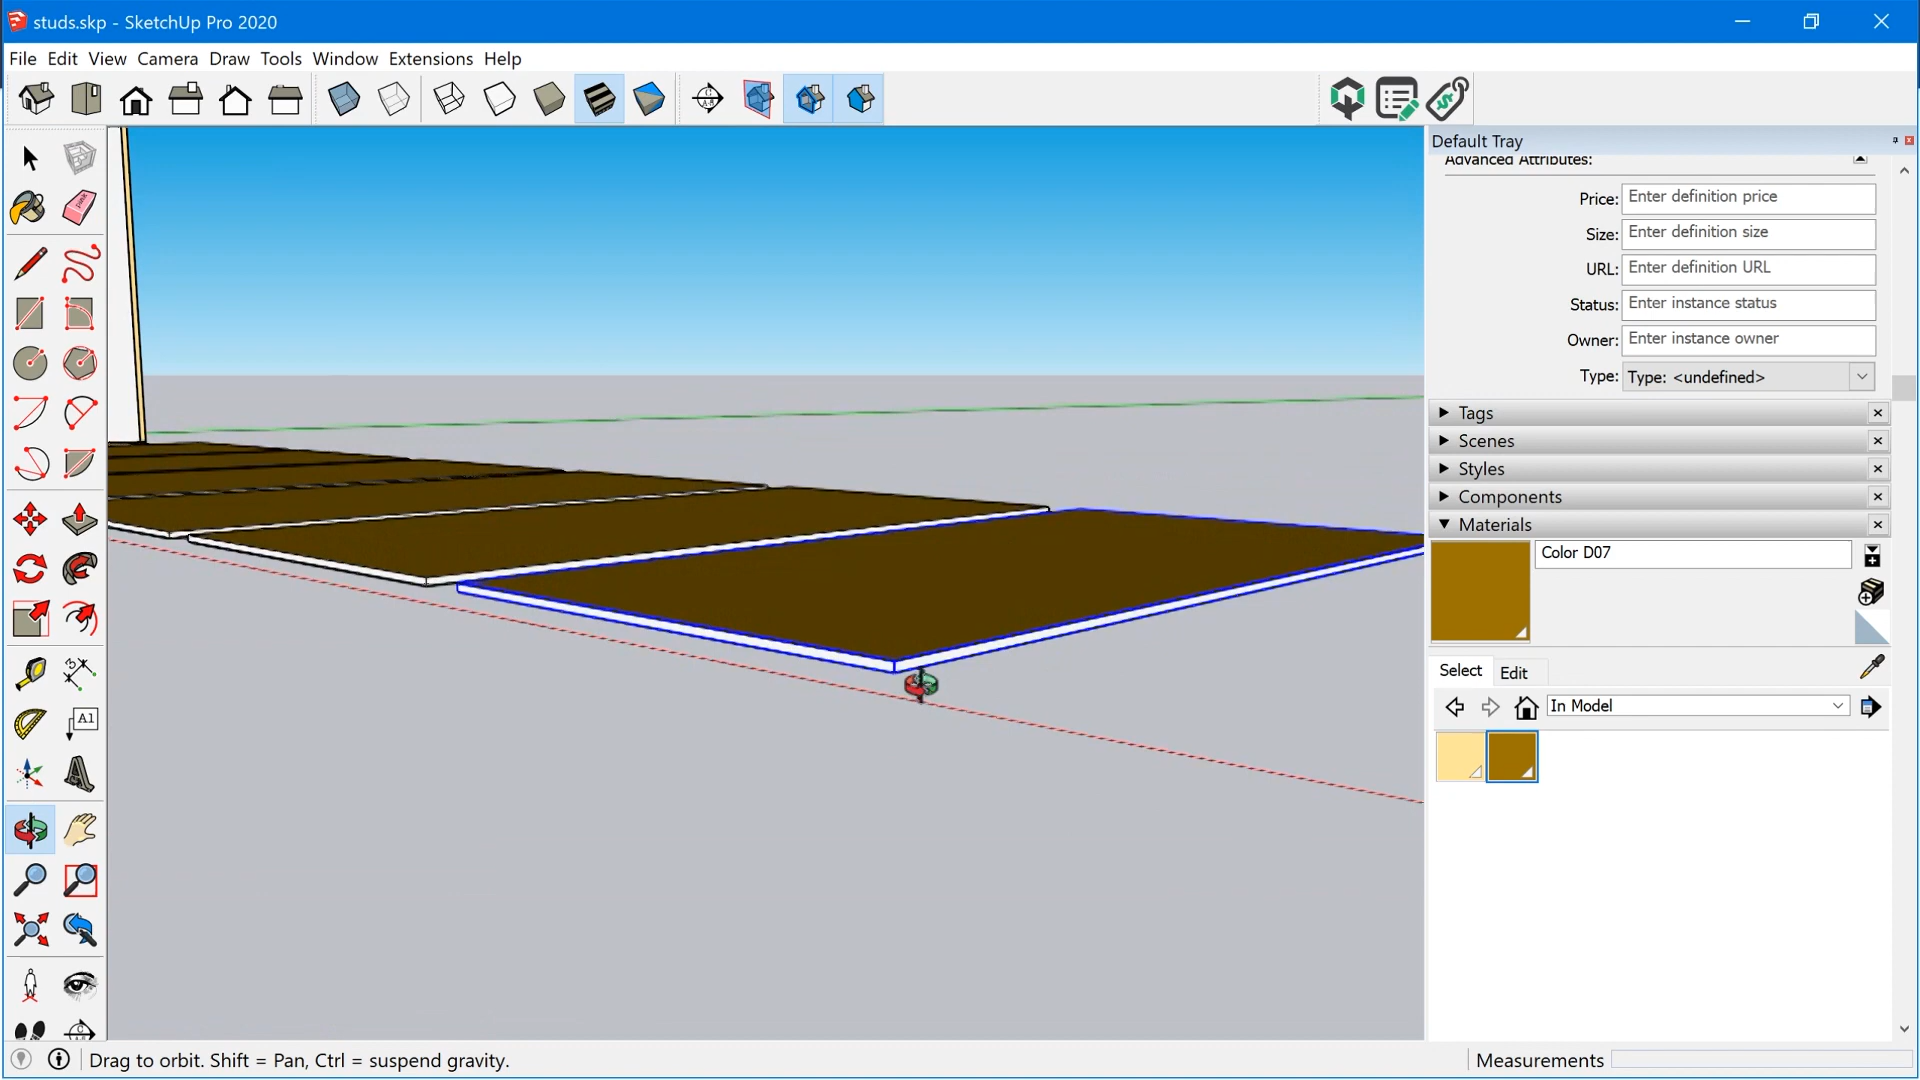 studs.skp - SketchUp Pro 2020
File Edit View Camera Draw Tools Window Extensions Help
Default Tray
Advanced Attributes:
Price: Enter definition price
Size: Enter definition size
URL: Enter definition URL
Status: Enter instance status
Owner: Enter instance owner
Type: Type: <undefined>
Tags
Scenes
Styles
Components
Materials
Color D07
Select Edit
In Model
A1
Drag to orbit. Shift = Pan, Ctrl = suspend gravity.
Measurements